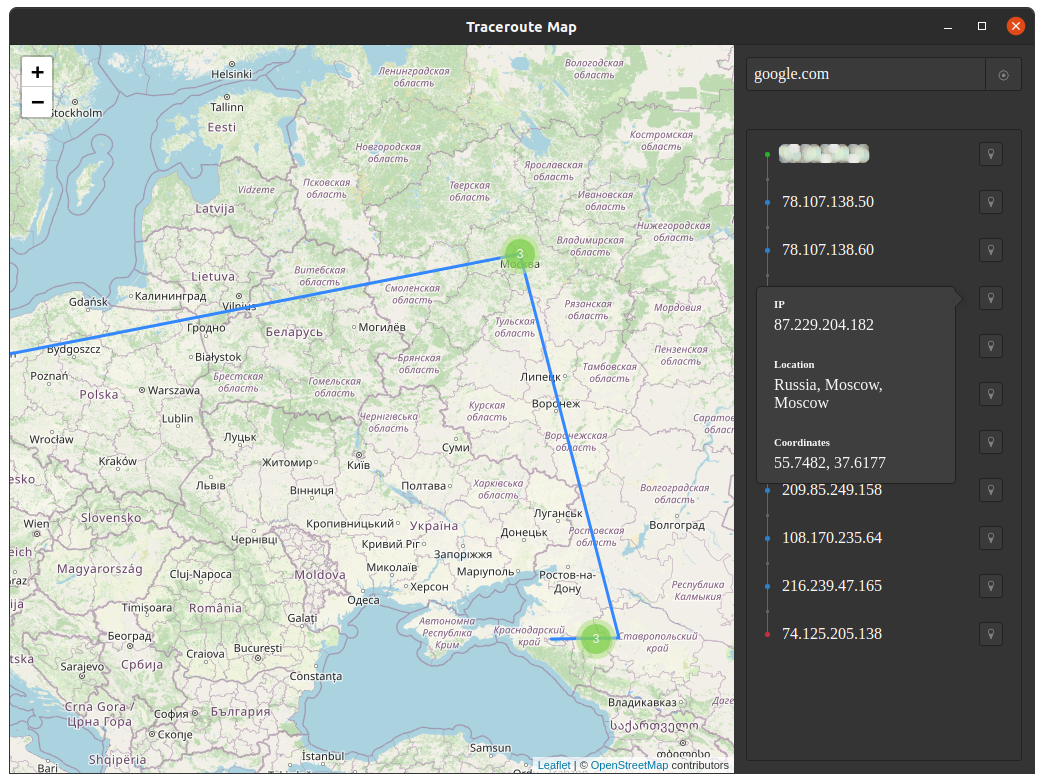 Traceroute Map
+
−
google.com
78.107.138.50
78.107.138.60
IP
87.229.204.182
Location
Russia, Moscow,
Moscow
Coordinates
55.7482, 37.6177
209.85.249.158
108.170.235.64
216.239.47.165
74.125.205.138
Helsinki
Ленинградская
область
Вологодская
область
Stockholm
Tallinn
Eesti
Костромская
область
Новгородская
область
Ярославская
область
Псковская
область
Тверская
область
Vidzeme
Ивановская
область
Latvija
Нижегородская
область
Владимирская
область
3
Москва
Lietuva
Витебская
область
Смоленская
область
Gdańsk
Калининград
Vilnius
Рязанская
область
Мордовия
Гродно
Беларусь
Могилёв
Тульская
область
Bydgoszcz
Białystok
Брянская
область
Пензенская
область
Poznań
Polska
Warszawa
Брестская
область
Гомельская
область
Липецк
Тамбовская
область
Lublin
Чернігівська
область
Курская
область
Воронеж
Wrocław
Луцьк
Суми
Воронежская
область
Kraków
Житомир
Київ
esko
Львів
Вінниця
Полтава
Харківська
область
Волгоградская
область
Wien
Slovensko
Кропивницький
Україна
Луганськ
Донецьк
Волгоград
Чернівці
Кривий Ріг
Запоріжжя
Ростовская
область
Magyarország
Cluj-Napoca
Moldova
Миколаїв
Маріуполь
Ростов-на-
Дону
Херсон
Республика
Калмыкия
Timișoara
România
Одеса
Galați
Автономна
Республіка
Крим
Краснодарский
край
3
Ставропольский
край
Београд
București
Sarajevo
Србија
Craiova
Constanța
Crna Gora /
Црна Гора
София
България
Владикавказ
Скопје
საქართველო
Bari
Shqipëria
İstanbul
Samsun
თბილისი
Leaflet | © OpenStreetMap contributors